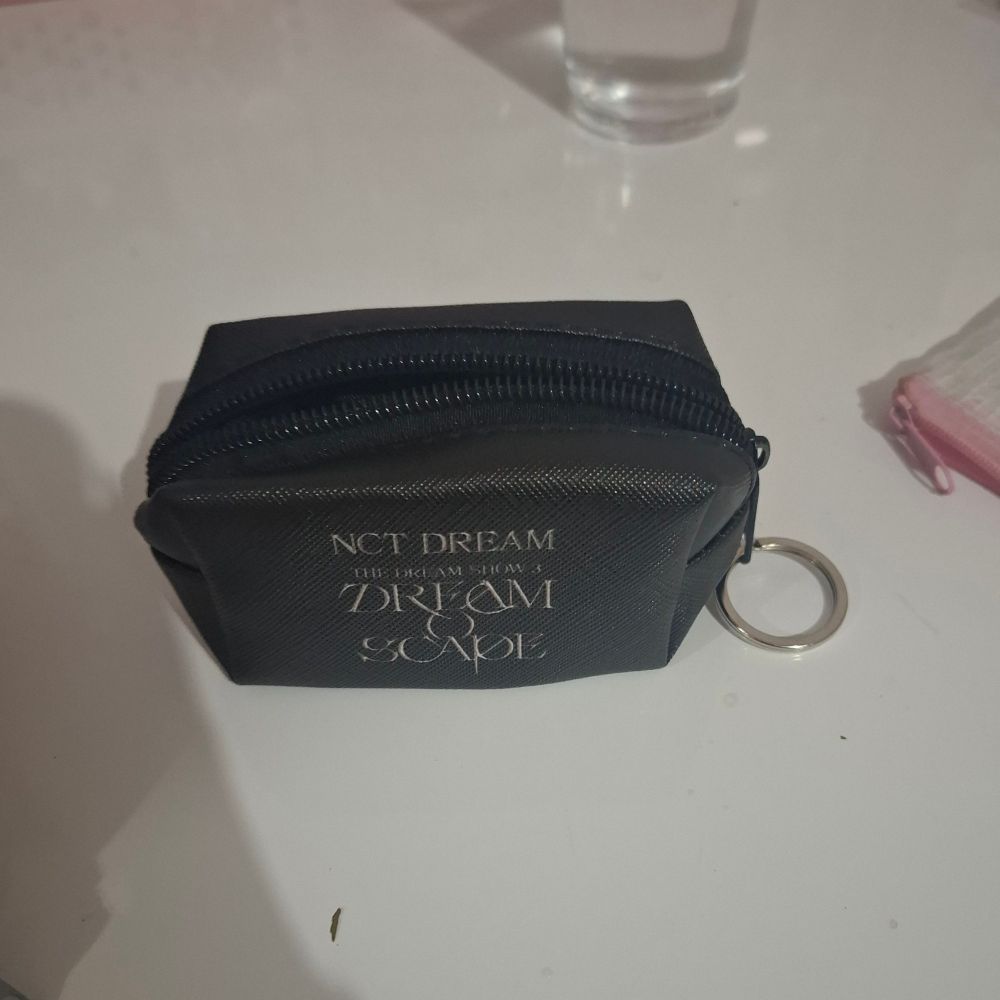 NCT DREAM
THE DREAM SHOW 3
DREAM
( )
SCAPE